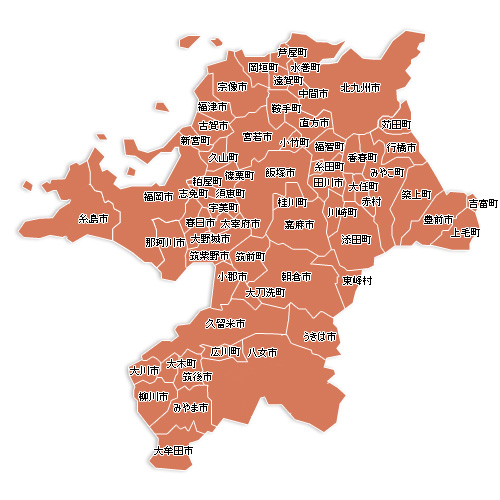 芦屋町
岡垣町
水巻町
遠賀町
宗像市
中間市
北九州市
福津市
鞍手町
古賀市
直方市
苅田町
新宮町
宮若市
小竹町
福智町
行橋市
久山町
香春町
篠栗町
飯塚市
糸田町
みやこ町
粕屋町
田川市
大任町
福岡市
志免町
須恵町
桂川町
赤村
築上町
吉富町
宇美町
川崎町
糸島市
春日市
太宰府市
嘉麻市
豊前市
那珂川市
大野城市
添田町
上毛町
筑紫野市
筑前町
小郡市
朝倉市
東峰村
大刀洗町
久留米市
うきは市
広川町
八女市
大木町
大川市
筑後市
柳川市
みやま市
大牟田市